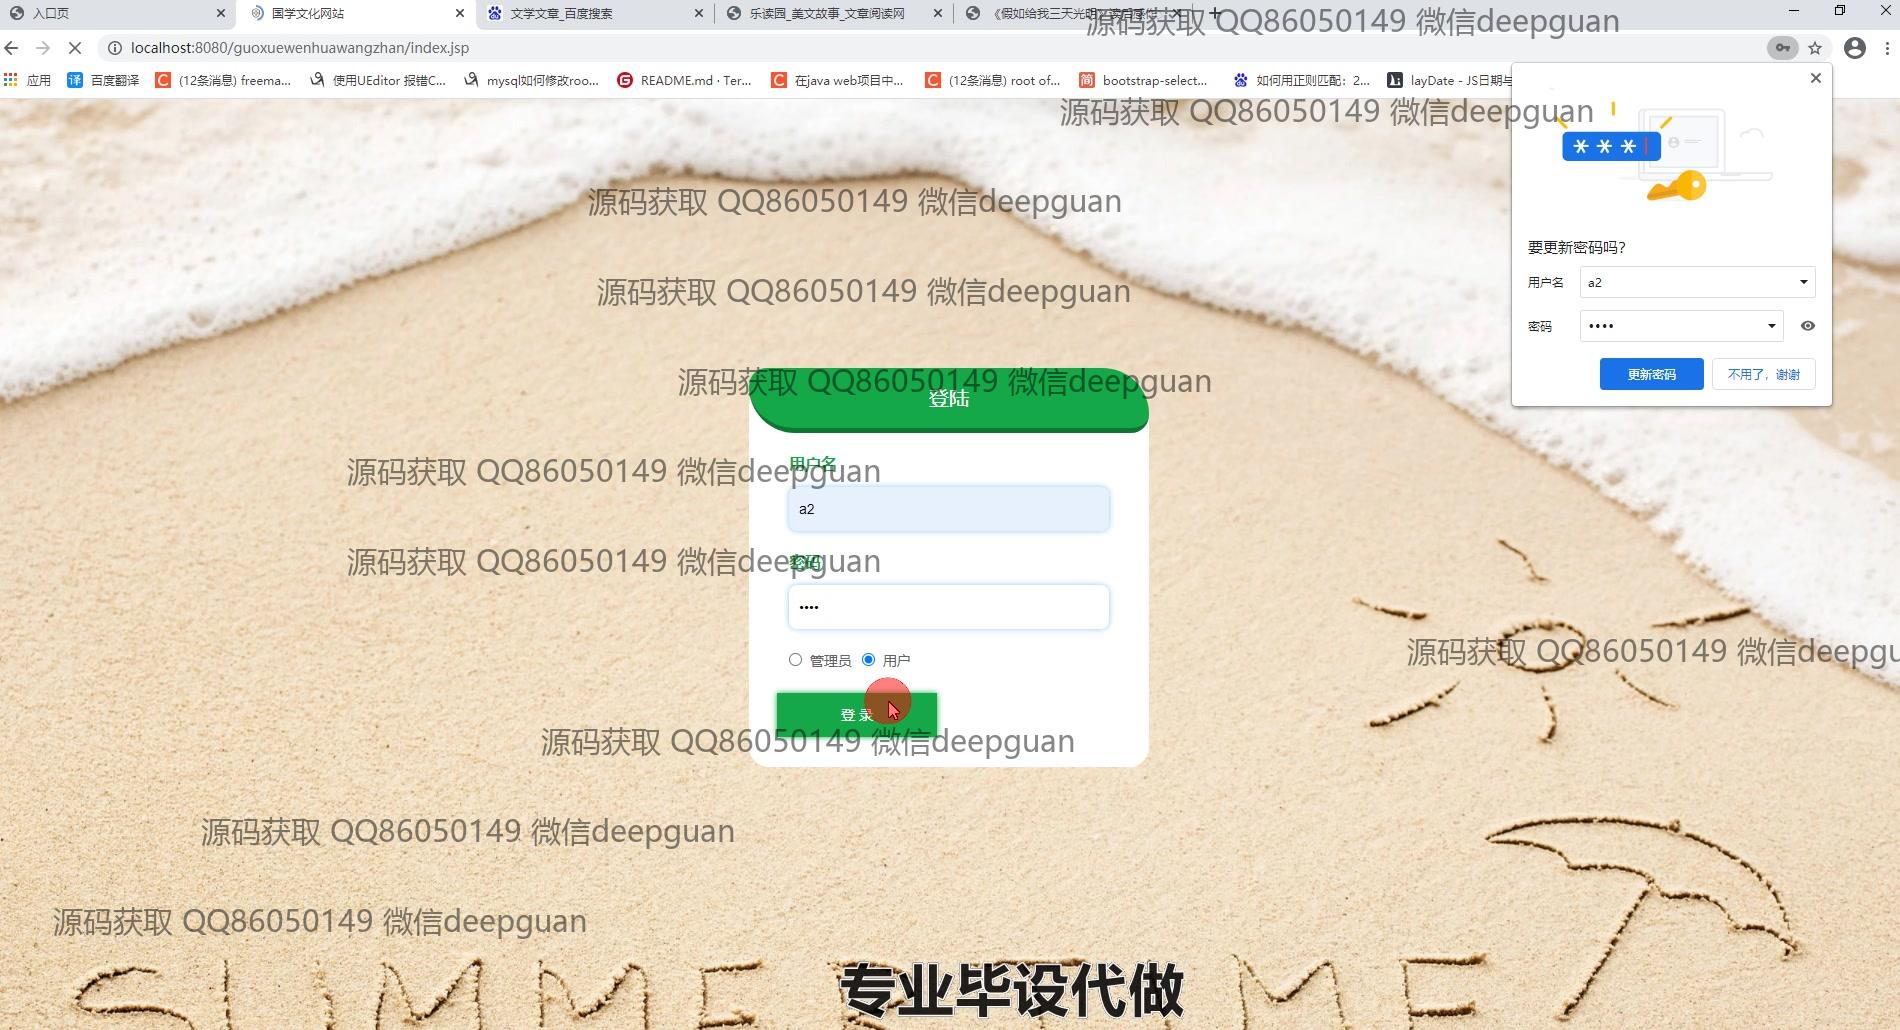 入口页
国学文化网站
文学文章_百度搜索
乐读园_美文故事_文章阅读网
源码获取 QQ86050149 微信deepguan
localhost:8080/guoxuewenhuawangzhan/index.jsp
应用
译 百度翻译
C (12条消息) freema...
使用UEditor 报错C...
mysql如何修改roo...
G README.md · Ter...
C 在java web项目中...
C (12条消息) root of...
简 bootstrap-select...
如何用正则匹配：2...
layDate - JS日期与
源码获取 QQ86050149 微信deepguan
***
源码获取 QQ86050149 微信deepguan
要更新密码吗?
用户名 a2
密码 ••••
更新密码 不用了，谢谢
源码获取 QQ86050149 微信deepguan
源码获取 QQ86050149 微信deepguan
登陆
用户名
源码获取 QQ86050149 微信deepguan
a2
密码
源码获取 QQ86050149 微信deepguan
••••
管理员 用户
源码获取 QQ86050149 微信deepgu
登录
源码获取 QQ86050149 微信deepguan
源码获取 QQ86050149 微信deepguan
源码获取 QQ86050149 微信deepguan
SUMMER TIME
专业毕设代做